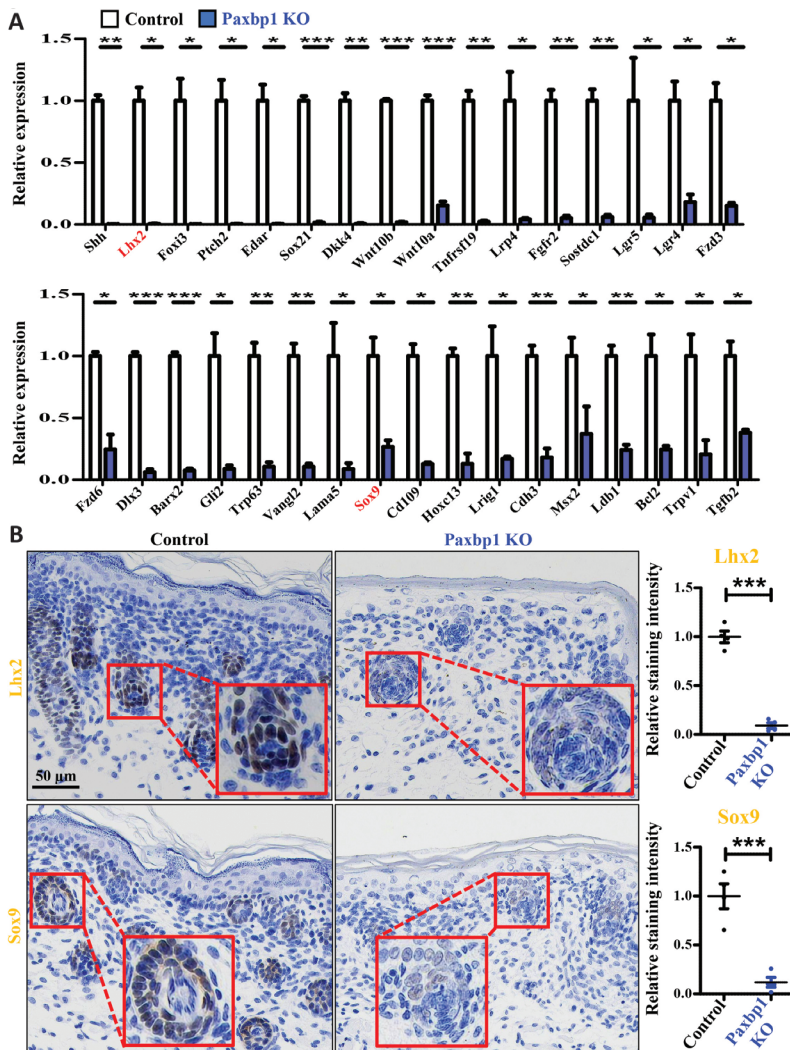 A
Control Paxbp1 KO
Relative expression
1.5
1.0
0.5
0.0
** * * * * *** ** *** *** ** * ** ** * * *
Shh Lhx2 Foxi3 Ptch2 Edar Sox21 Dkk4 Wnt10b Wnt10a Tnfrsf19 Lrp4 Fgfr2 Sostdc1 Lgr5 Lgr4 Fzd3
Relative expression
1.5
1.0
0.5
0.0
* *** *** * ** ** * * * ** * ** * ** * * *
Fzd6 Dlx3 Barx2 Gli2 Trp63 Vangl2 Lama5 Sox9 Cd109 Hoxc13 Lrig1 Cdh3 Msx2 Ldb1 Bcl2 Trpv1 Tgfb2
B
Control Paxbp1 KO
Lhx2
50 μm
Lhx2
Relative staining intensity
1.5
1.0
0.5
0.0
***
Control Paxbp1 KO
Sox9
Sox9
Relative staining intensity
1.5
1.0
0.5
0.0
***
Control Paxbp1 KO